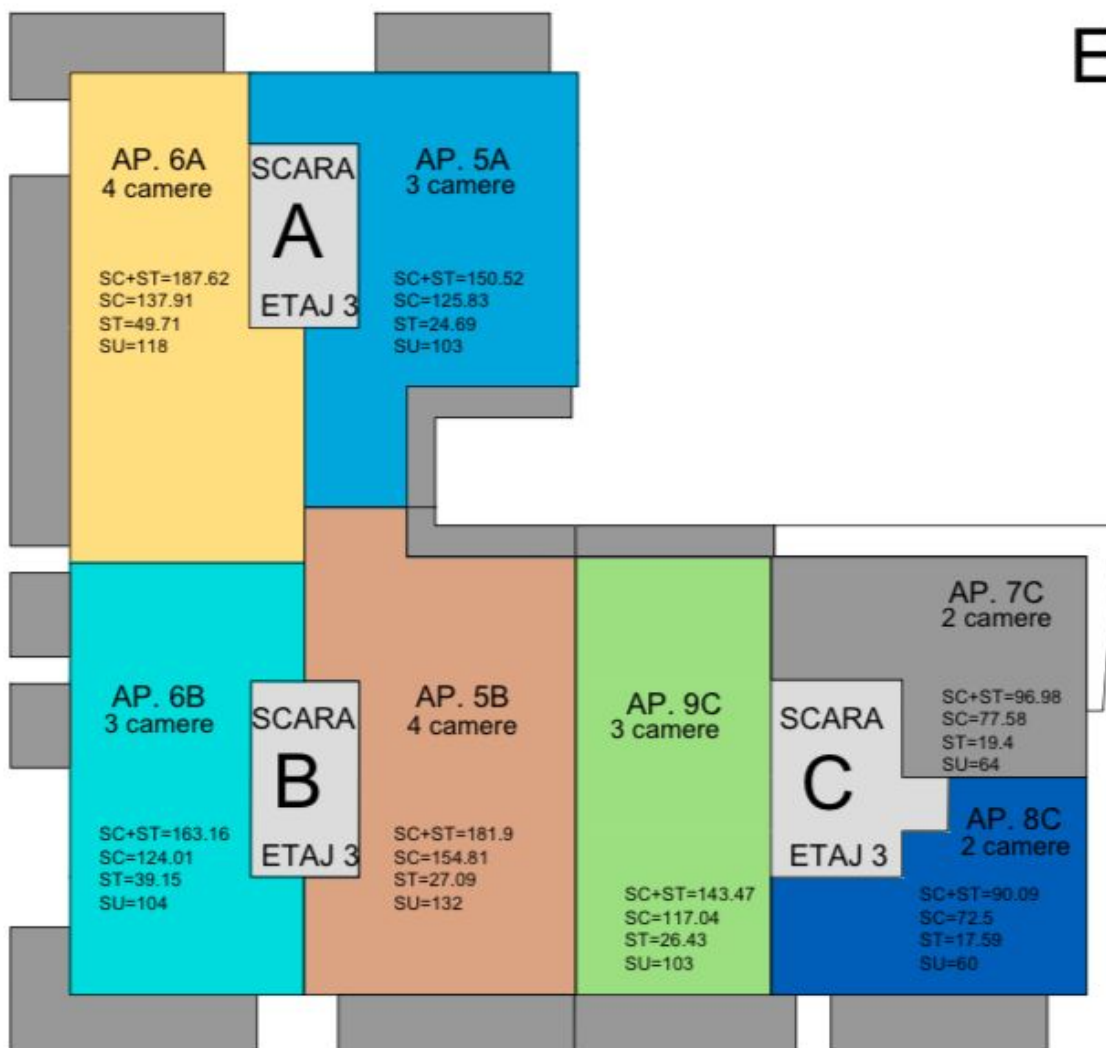 E
AP. 6A
4 camere
SC+ST=187.62
SC=137.91
ST=49.71
SU=118
SCARA
A
ETAJ 3
AP. 5A
3 camere
SC+ST=150.52
SC=125.83
ST=24.69
SU=103
AP. 6B
3 camere
SC+ST=163.16
SC=124.01
ST=39.15
SU=104
SCARA
B
ETAJ 3
AP. 5B
4 camere
SC+ST=181.9
SC=154.81
ST=27.09
SU=132
AP. 9C
3 camere
SC+ST=143.47
SC=117.04
ST=26.43
SU=103
SCARA
C
ETAJ 3
AP. 7C
2 camere
SC+ST=96.98
SC=77.58
ST=19.4
SU=64
AP. 8C
2 camere
SC+ST=90.09
SC=72.5
ST=17.59
SU=60